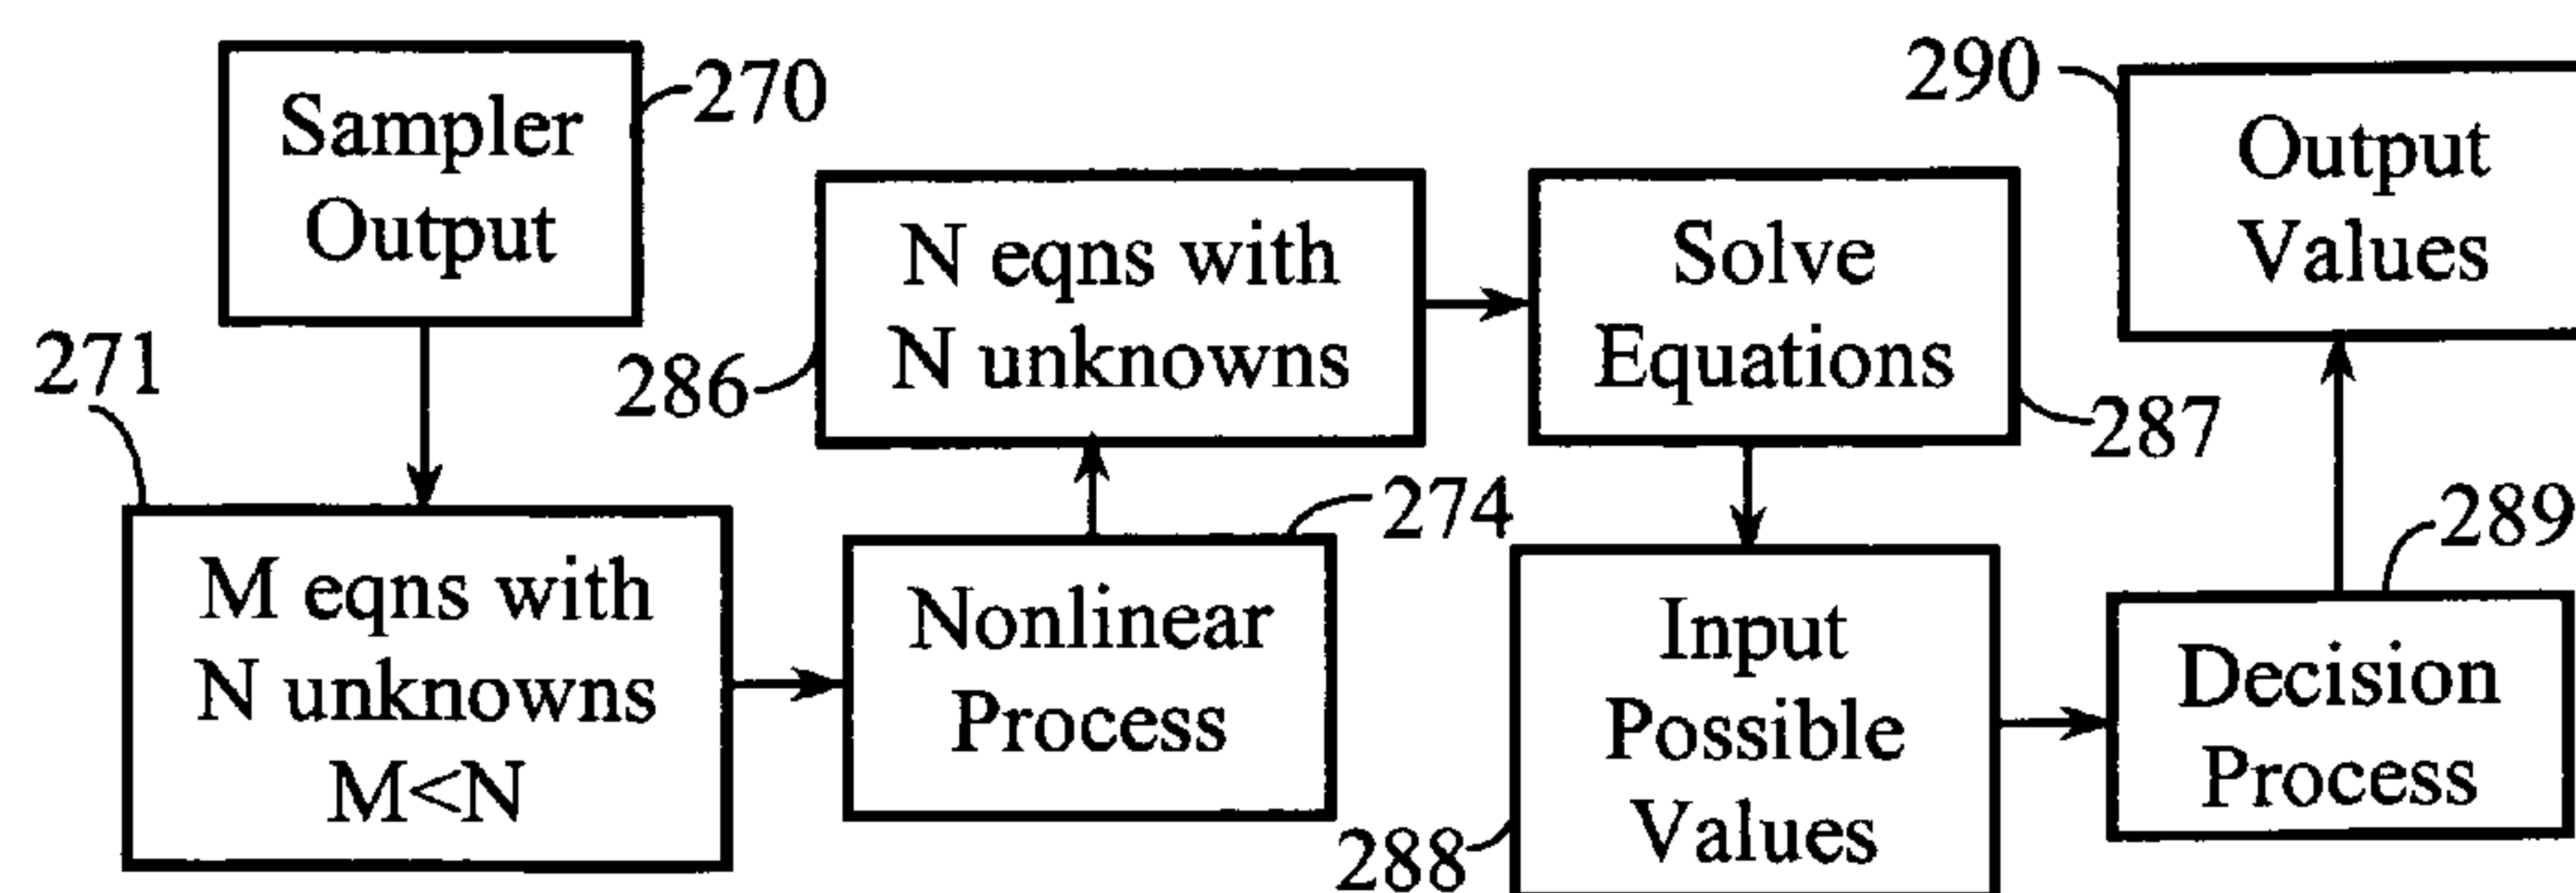 Sampler
Output
270
271
M eqns with
N unknowns
M<N
Nonlinear
Process
274
N eqns with
N unknowns
286
Solve
Equations
287
Input
Possible
Values
288
Decision
Process
289
Output
Values
290